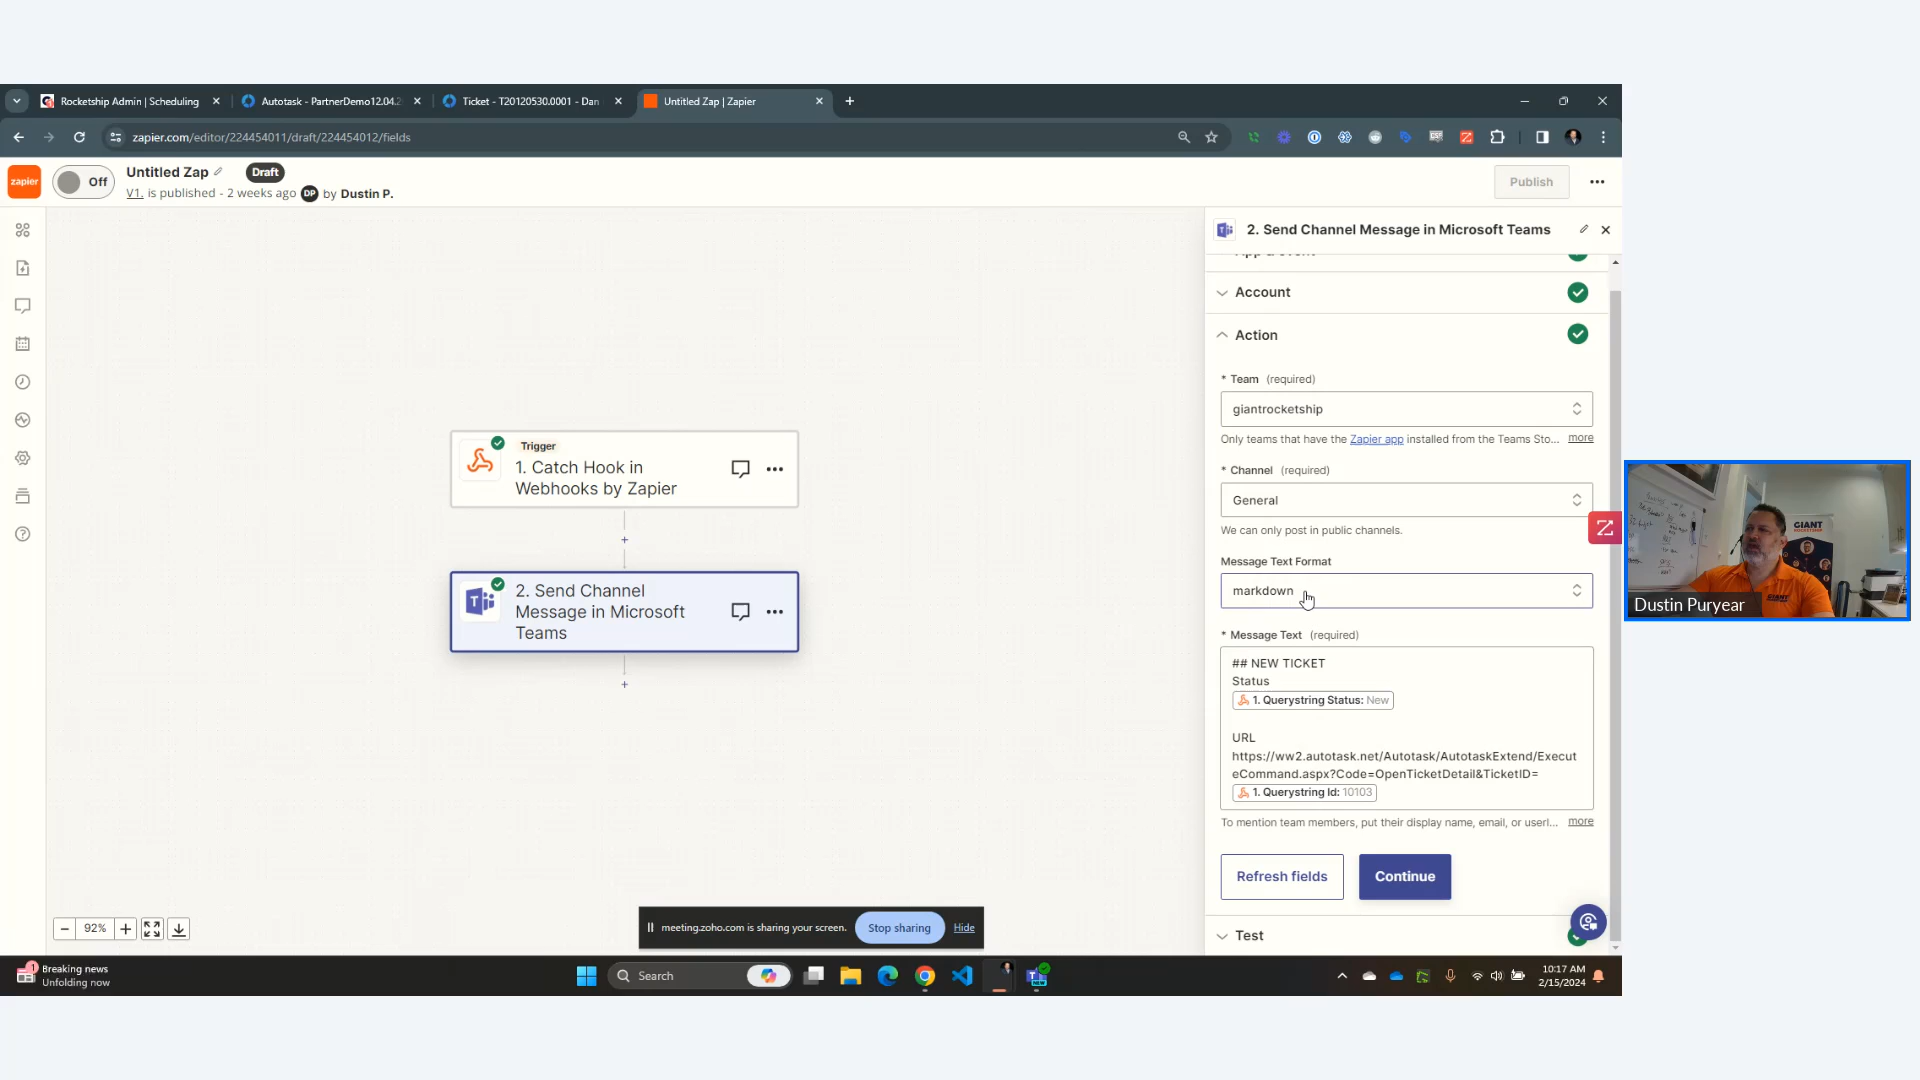 Rocketship Admin | Scheduling
Autotask - PartnerDemo12.04.2
Ticket - T20120530.0001 - Dan
Untitled Zap | Zapier
zapier.com/editor/224454011/draft/224454012/fields
zapier
Off
Untitled Zap
Draft
V1. is published - 2 weeks ago DP by Dustin P.
Publish
2. Send Channel Message in Microsoft Teams
App & event
Account
Action
* Team (required)
giantrocketship
Only teams that have the Zapier app installed from the Teams Sto... more
* Channel (required)
General
We can only post in public channels.
Message Text Format
markdown
* Message Text (required)
## NEW TICKET
Status
1. Querystring Status: New
URL
https://ww2.autotask.net/Autotask/AutotaskExtend/Execut
eCommand.aspx?Code=OpenTicketDetail&TicketID=
1. Querystring Id: 10103
To mention team members, put their display name, email, or userI... more
Refresh fields
Continue
Test
Trigger
1. Catch Hook in
Webhooks by Zapier
2. Send Channel
Message in Microsoft
Teams
92%
meeting.zoho.com is sharing your screen.
Stop sharing
Hide
GIANT
Dustin Puryear
1
Breaking news
Unfolding now
Search
NEW
10:17 AM
2/15/2024